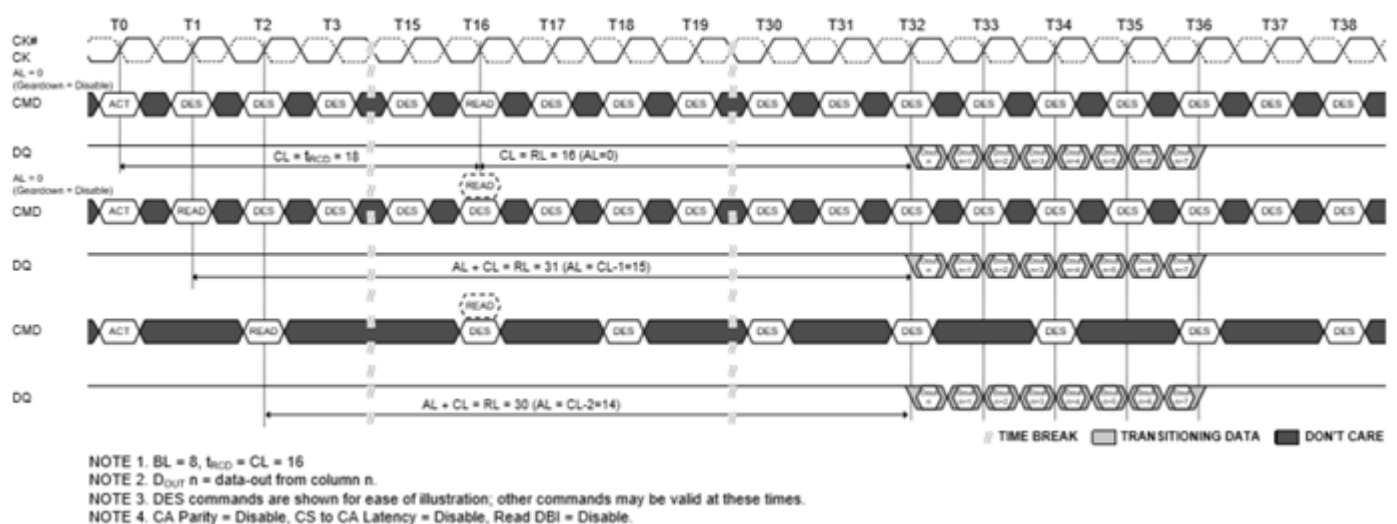 T0 T1 T2 T3 T15 T16 T17 T18 T19 T30 T31 T32 T33 T34 T35 T36 T37 T38
CK#
CK
AL = 0
(Geardown = Disable)
CMD ACT DES DES DES DES READ DES DES DES DES DES DES DES DES DES DES DES DES
DQ
CL = tRCD = 18 CL = RL = 16 (AL=0)
AL = 0
(Geardown = Disable)
READ
CMD ACT READ DES DES DES DES DES DES DES DES DES DES DES DES DES DES DES DES
DQ
AL + CL = RL = 31 (AL = CL-1=15)
READ
CMD ACT READ DES DES DES DES DES DES DES
DQ
AL + CL = RL = 30 (AL = CL-2=14)
TIME BREAK TRANSITIONING DATA DON'T CARE
NOTE 1. BL = 8, tRCD = CL = 16
NOTE 2. DOUT n = data-out from column n.
NOTE 3. DES commands are shown for ease of illustration; other commands may be valid at these times.
NOTE 4. CA Parity = Disable, CS to CA Latency = Disable, Read DBI = Disable.